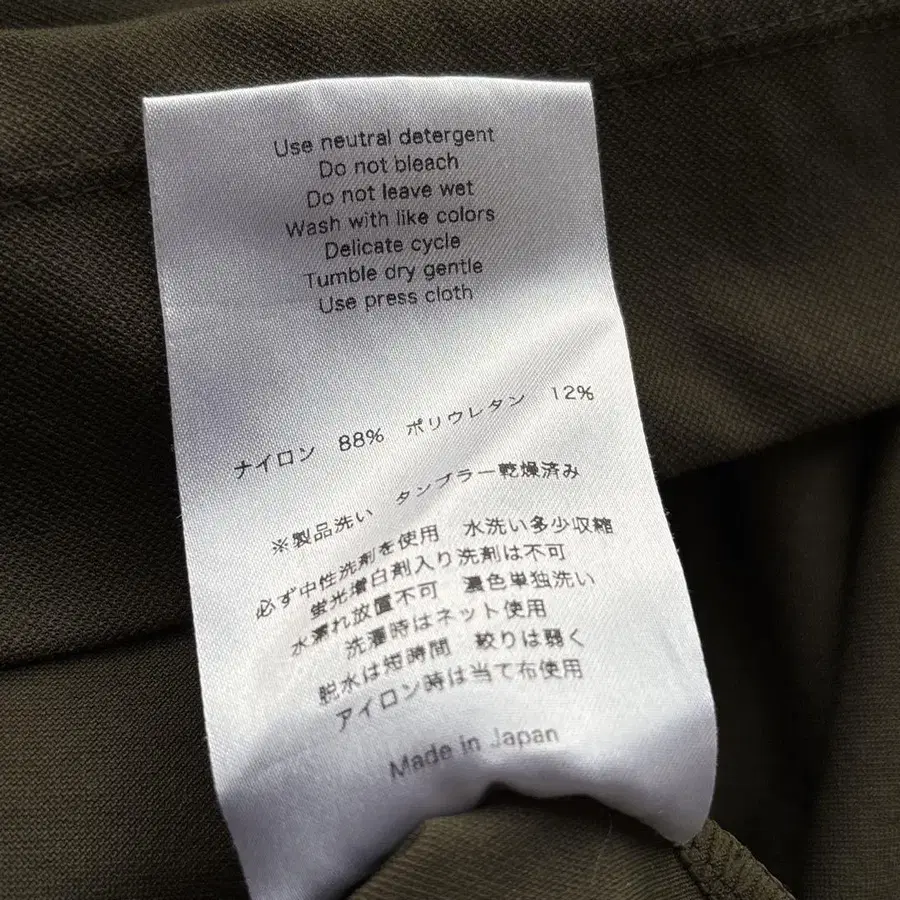 Use neutral detergent
Do not bleach
Do not leave wet
Wash with like colors
Delicate cycle
Tumble dry gentle
Use press cloth
ナイロン 88% ポリウレタン 12%
※製品洗い タンブラー乾燥済み
必ず中性洗剤を使用 水洗い多少収縮
蛍光増白剤入り洗剤は不可
水濡れ放置不可 濃色単独洗い
洗濯時はネット使用
脱水は短時間 絞りは弱く
アイロン時は当て布使用
Made in Japan